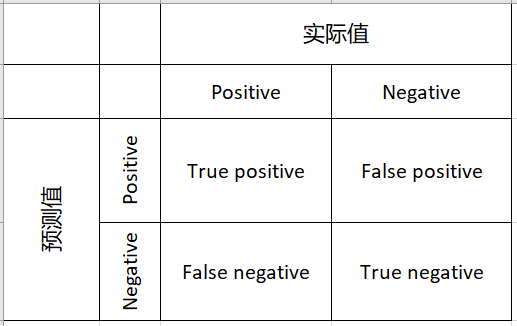 实际值
Positive Negative
预测值
Positive
True positive False positive
Negative
False negative True negative